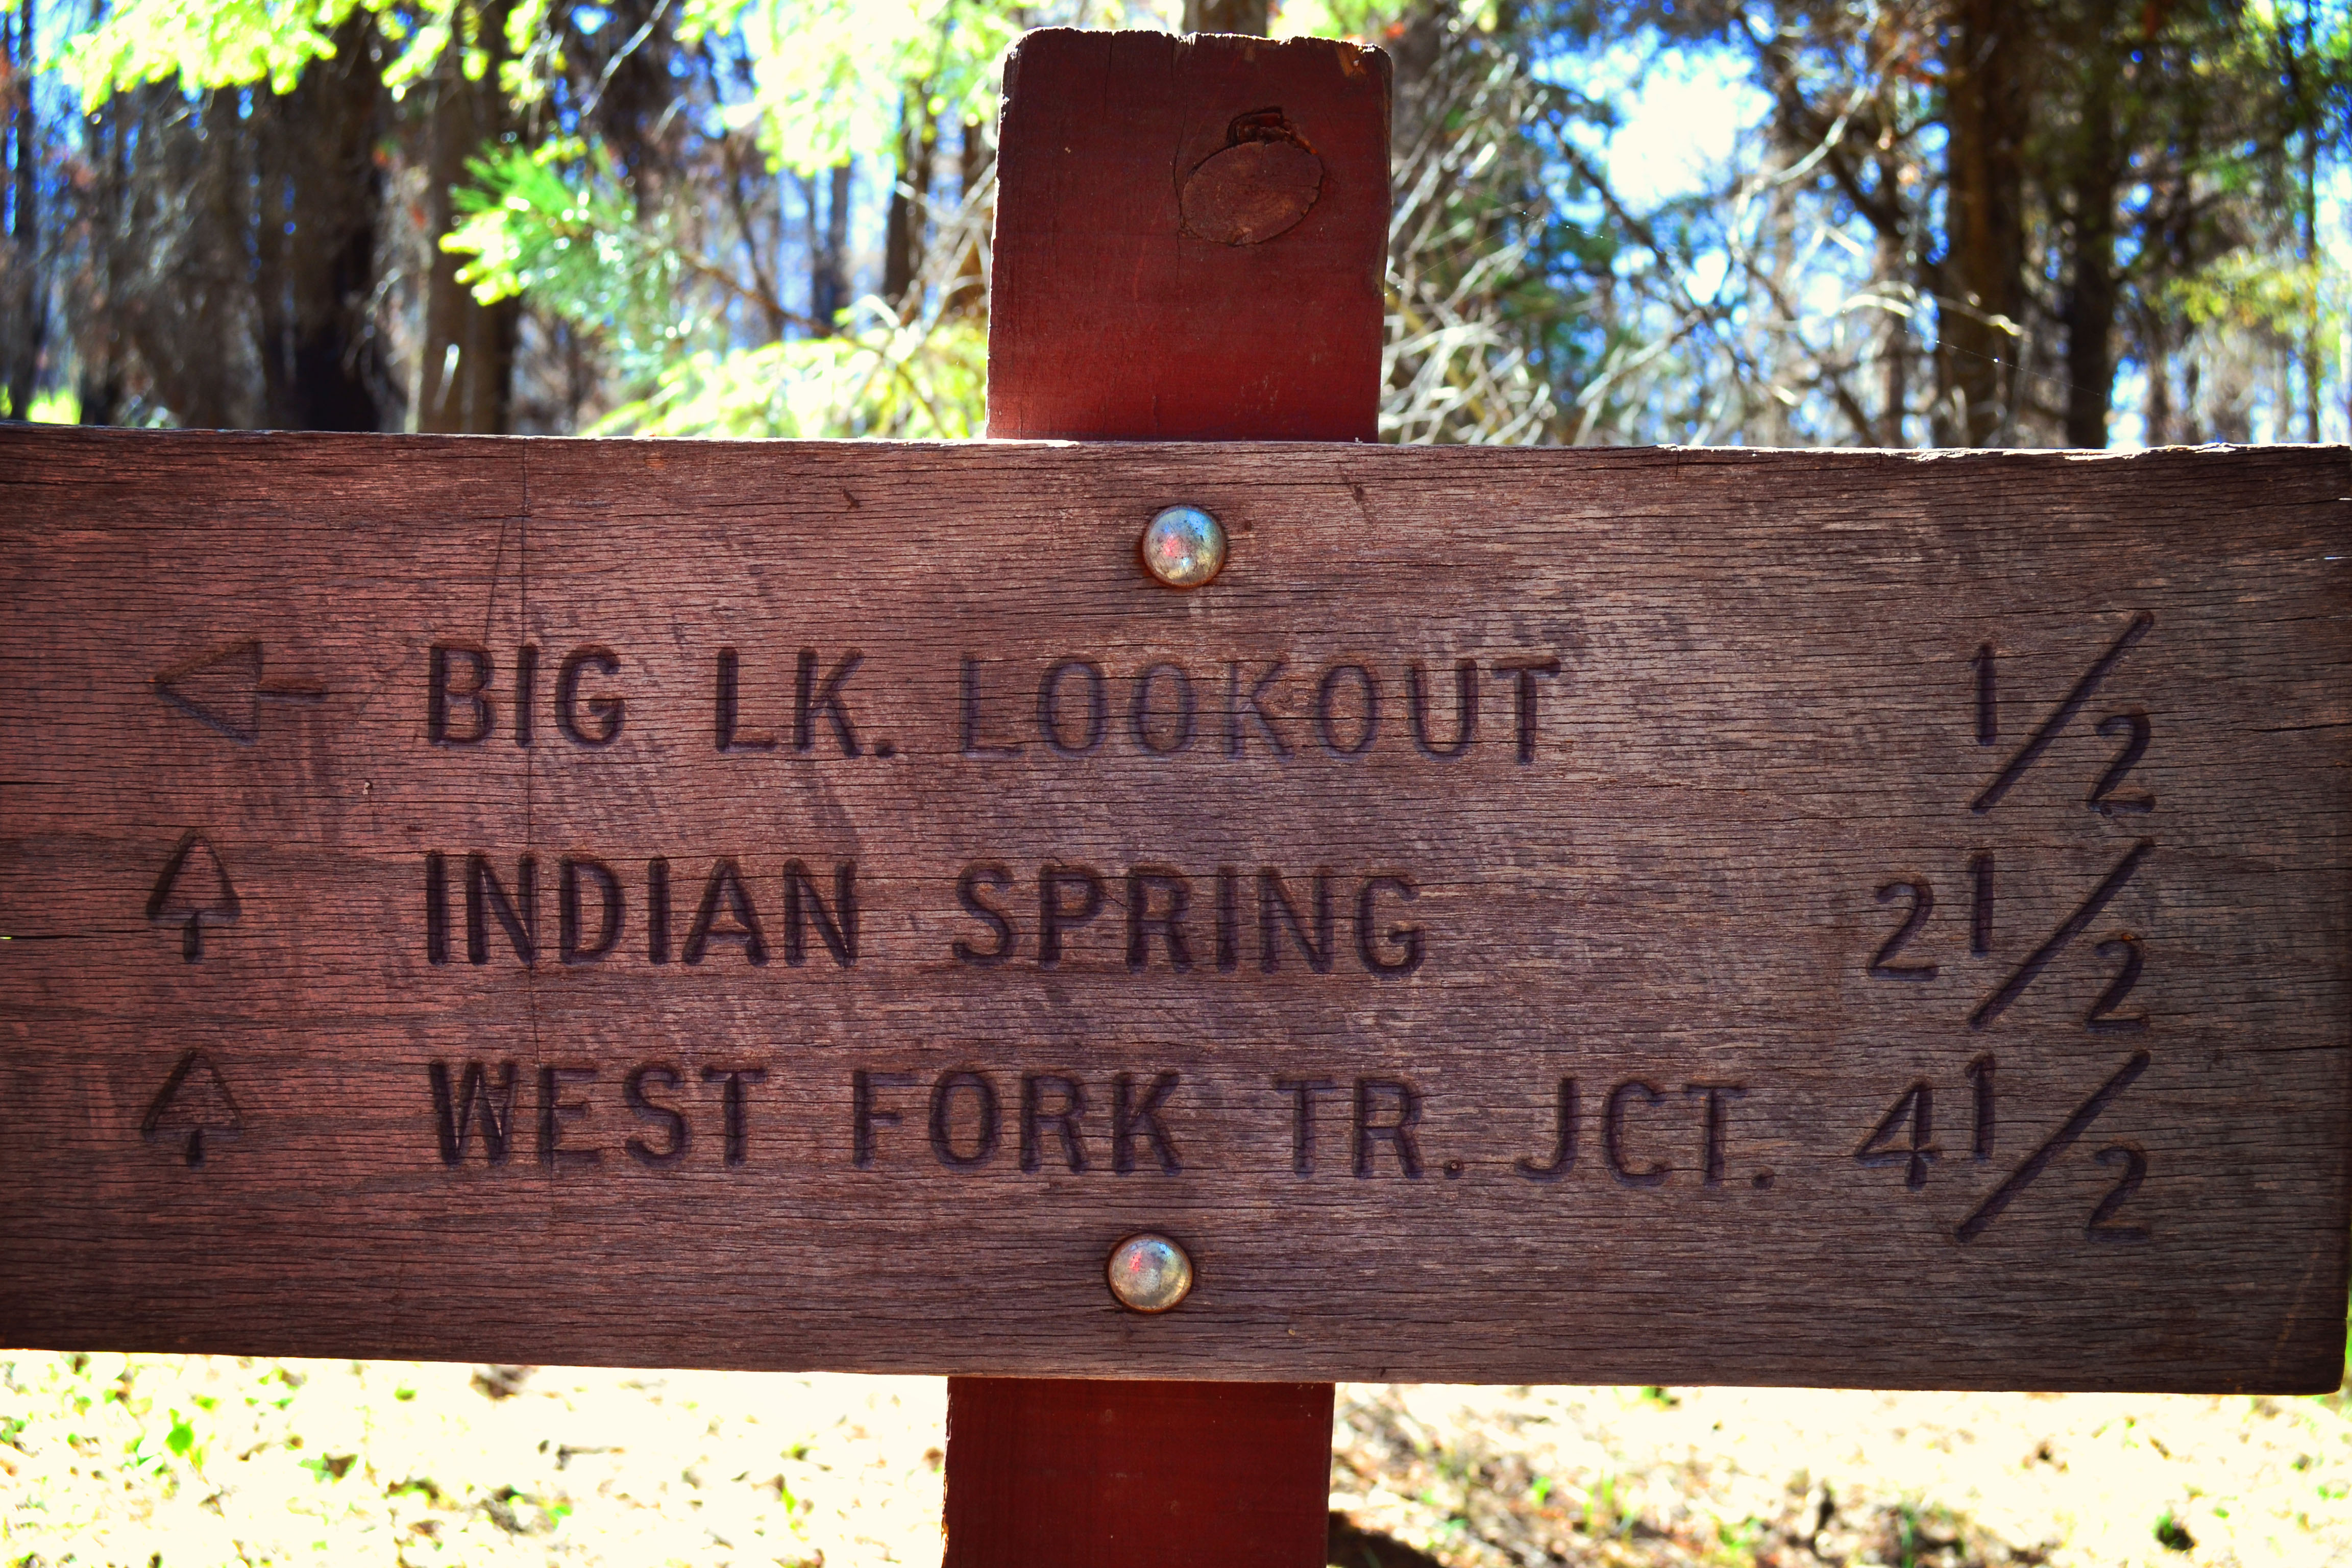 ← BIG LK. LOOKOUT 1/2
↑ INDIAN SPRING 2 1/2
↑ WEST FORK TR. JCT. 4 1/2